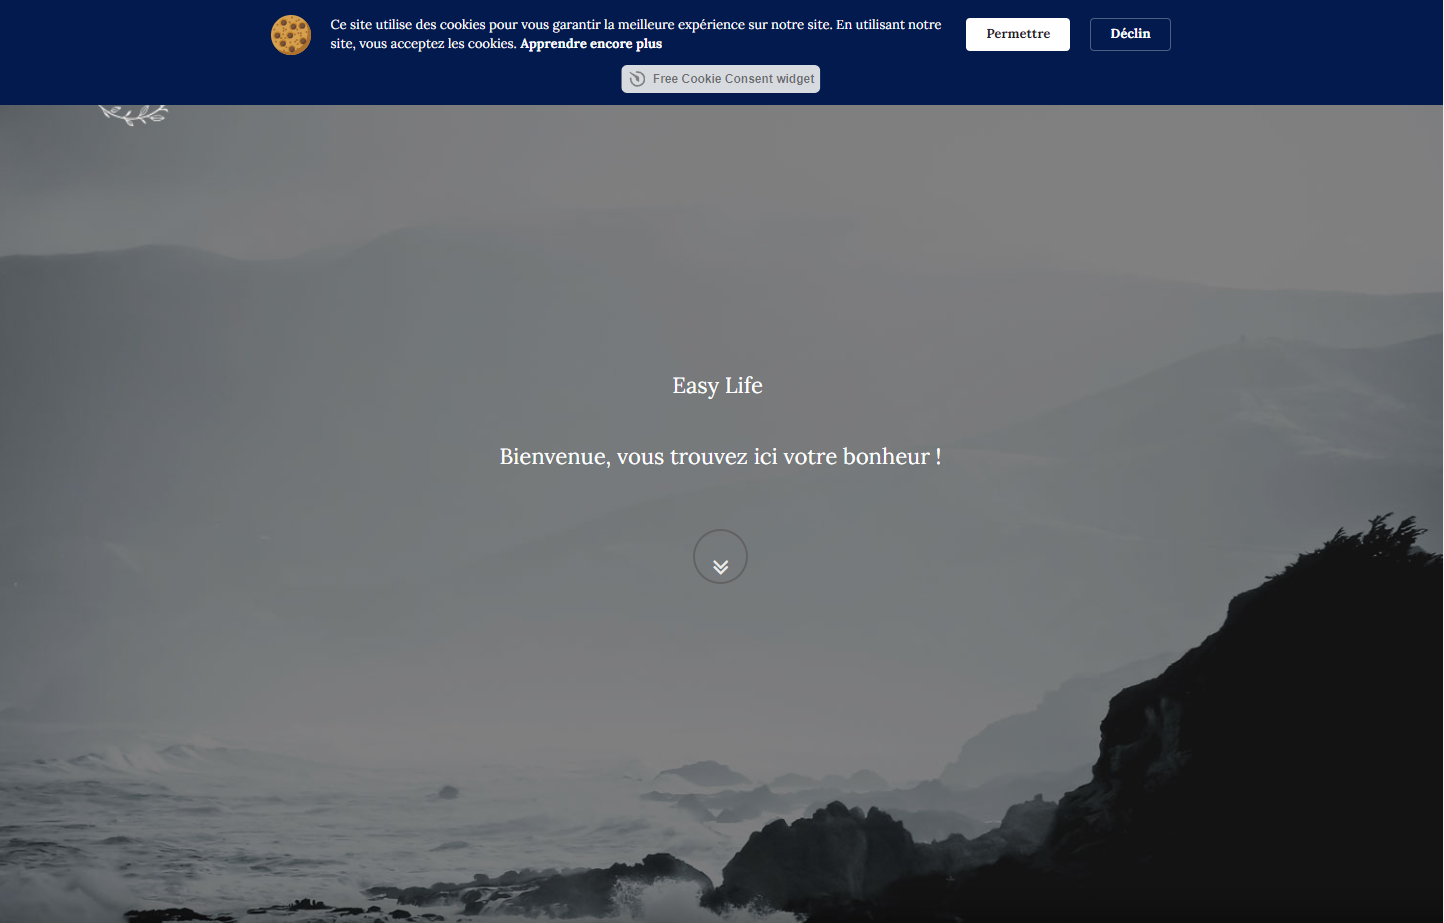 Ce site utilise des cookies pour vous garantir la meilleure expérience sur notre site. En utilisant notre
site, vous acceptez les cookies. Apprendre encore plus
Permettre
Déclin
Free Cookie Consent widget
Easy Life
Bienvenue, vous trouvez ici votre bonheur !